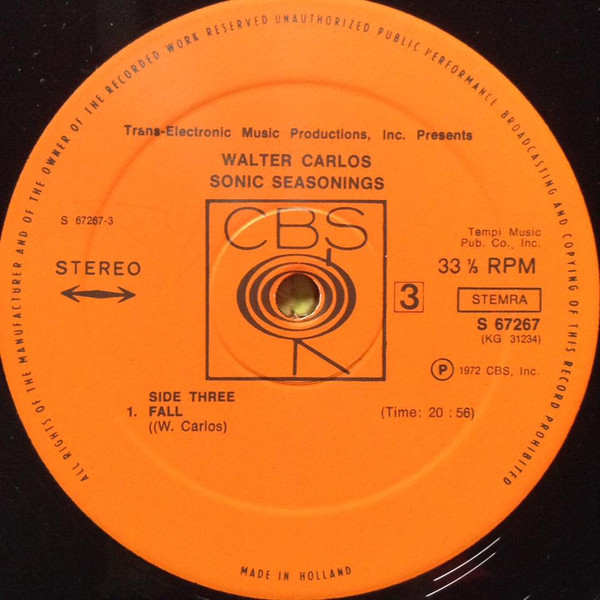 ALL RIGHTS OF THE MANUFACTURER AND OF THE OWNER OF THE RECORDED WORK RESERVED UNAUTHORIZED PUBLIC PERFORMANCE BROADCASTING AND COPYING OF THIS RECORD PROHIBITED
Trans-Electronic Music Productions, Inc. Presents
WALTER CARLOS
SONIC SEASONINGS
CBS
S 67267-3
STEREO
3
Tempi Music
Pub. Co., Inc.
33 ⅓ RPM
STEMRA
S 67267
(KG 31234)
Ⓟ 1972 CBS, Inc.
SIDE THREE
1. FALL (Time: 20 : 56)
((W. Carlos)
MADE IN HOLLAND